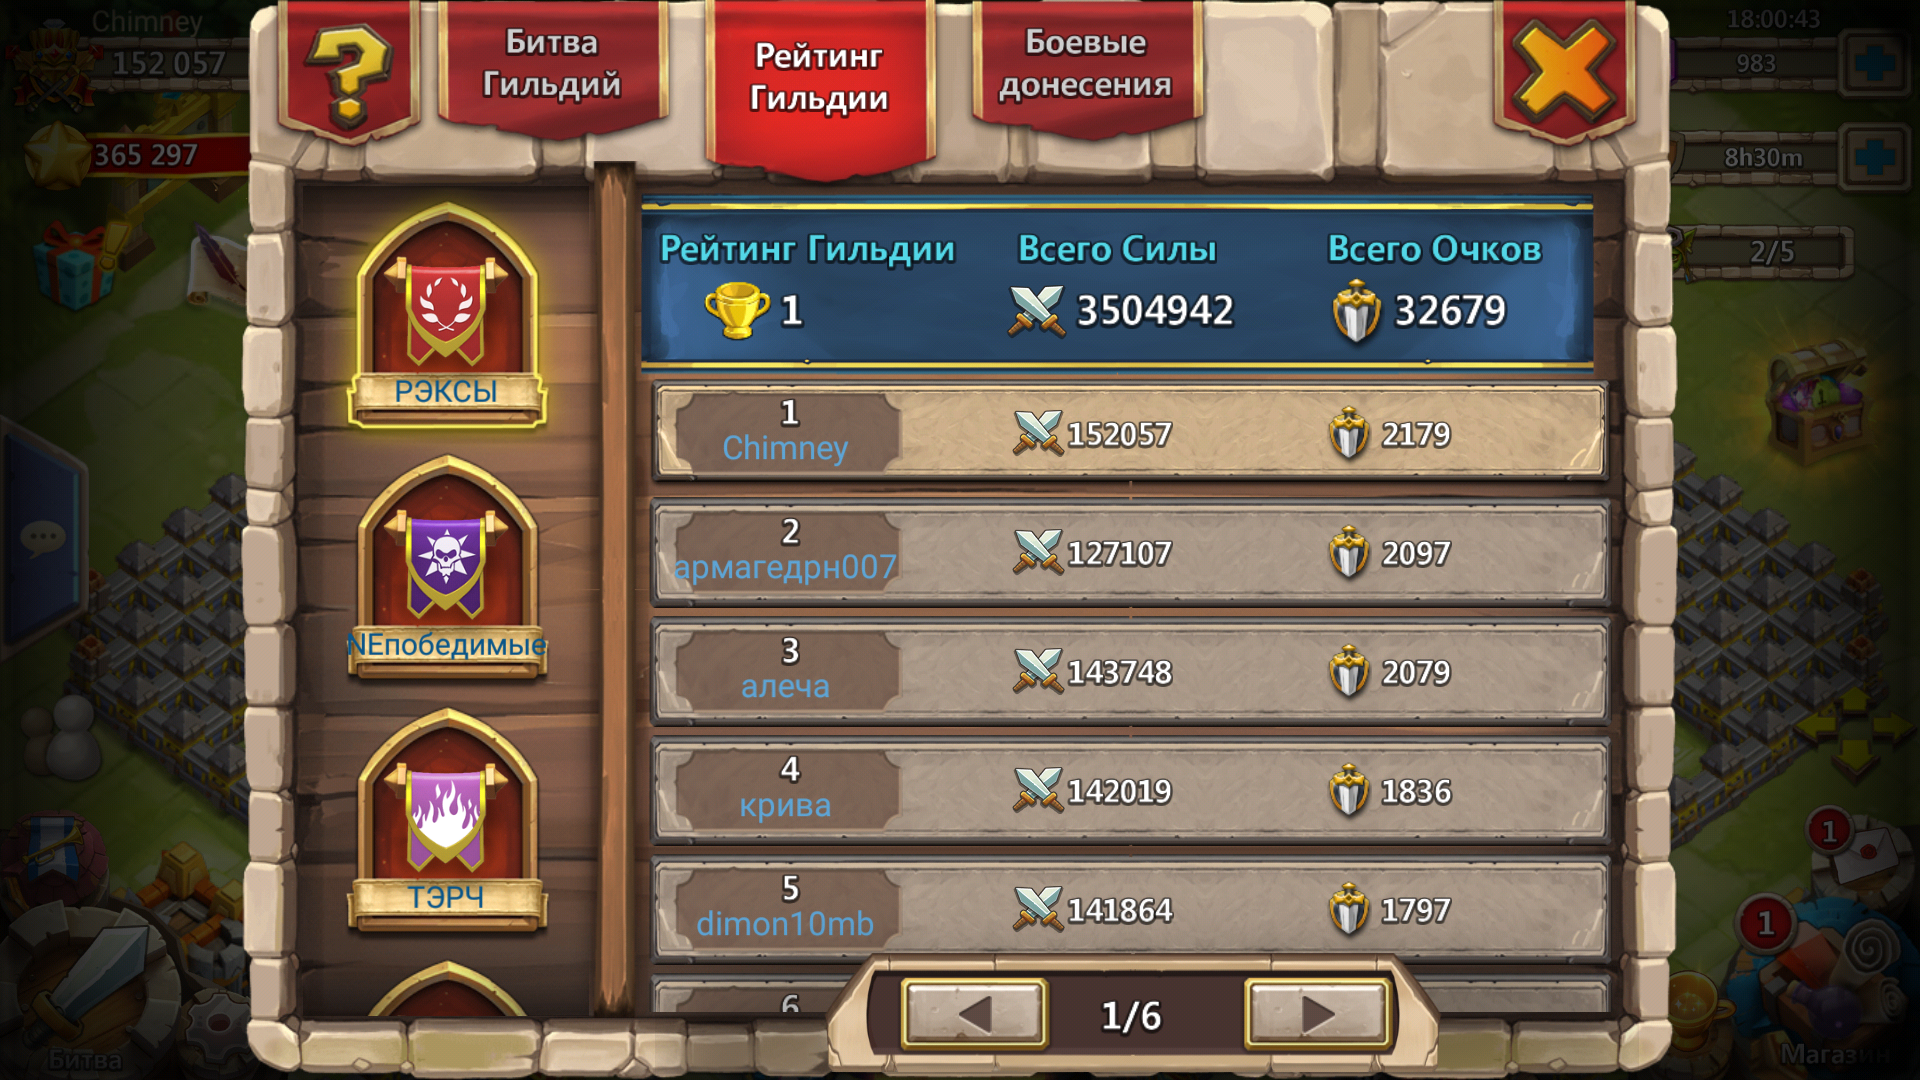 Chimney
152 057
365 297
Битва
Гильдий
Рейтинг
Гильдии
Боевые
донесения
18:00:43
983
8h30m
2/5
РЭКСЫ
NЕпобедимые
ТЭРЧ
Рейтинг Гильдии
Всего Силы
Всего Очков
1
3504942
32679
1
Chimney
152057
2179
2
армагедрн007
127107
2097
3
алеча
143748
2079
4
крива
142019
1836
5
dimon10mb
141864
1797
6
1/6
1
1
Битва
Магазин